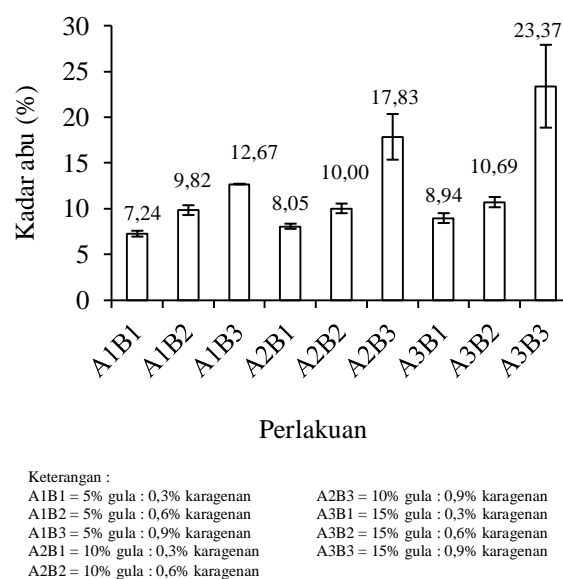 Kadar abu (%)
30
25
20
15
10
5
0
7,24
9,82
12,67
8,05
10,00
17,83
8,94
10,69
23,37
A1B1
A1B2
A1B3
A2B1
A2B2
A2B3
A3B1
A3B2
A3B3
Perlakuan
Keterangan :
A1B1 = 5% gula : 0,3% karagenan
A1B2 = 5% gula : 0,6% karagenan
A1B3 = 5% gula : 0,9% karagenan
A2B1 = 10% gula : 0,3% karagenan
A2B2 = 10% gula : 0,6% karagenan
A2B3 = 10% gula : 0,9% karagenan
A3B1 = 15% gula : 0,3% karagenan
A3B2 = 15% gula : 0,6% karagenan
A3B3 = 15% gula : 0,9% karagenan